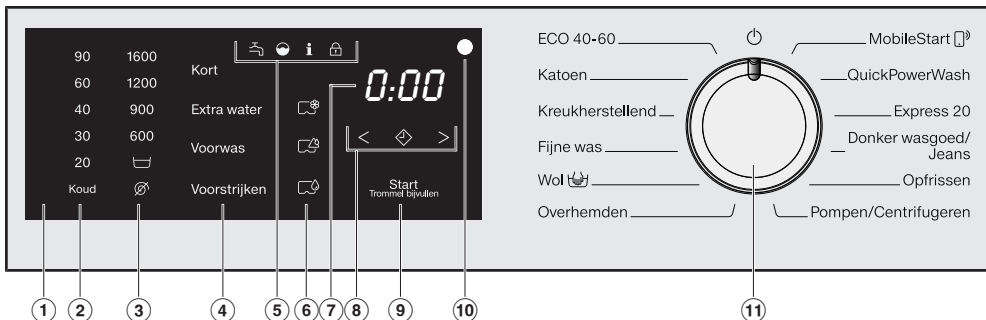 90
60
40
30
20
Koud
1600
1200
900
600
Kort
Extra water
Voorwas
Voorstrijken
i
0:00
< >
Start
Trommel bijvullen
ECO 40-60
Katoen
Kreukherstellend
Fijne was
Wol
Overhemden
MobileStart
QuickPowerWash
Express 20
Donker wasgoed/
Jeans
Opfrissen
Pompen/Centrifugeren
1 2 3 4 5 6 7 8 9 10 11